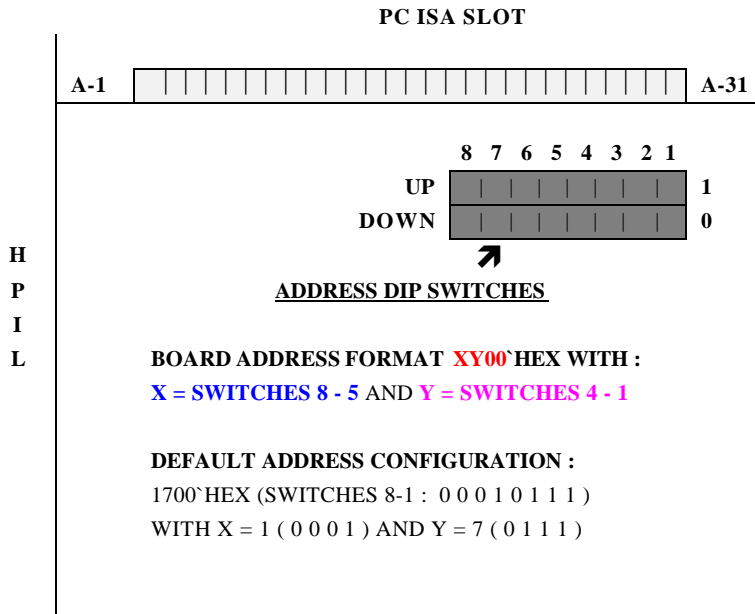 PC ISA SLOT
A-1 A-31
8 7 6 5 4 3 2 1
UP 1
DOWN 0
H
P
I
L
ADDRESS DIP SWITCHES
BOARD ADDRESS FORMAT XY00`HEX WITH :
X = SWITCHES 8 - 5 AND Y = SWITCHES 4 - 1
DEFAULT ADDRESS CONFIGURATION :
1700`HEX (SWITCHES 8-1 : 0 0 0 1 0 1 1 1 )
WITH X = 1 ( 0 0 0 1 ) AND Y = 7 ( 0 1 1 1 )